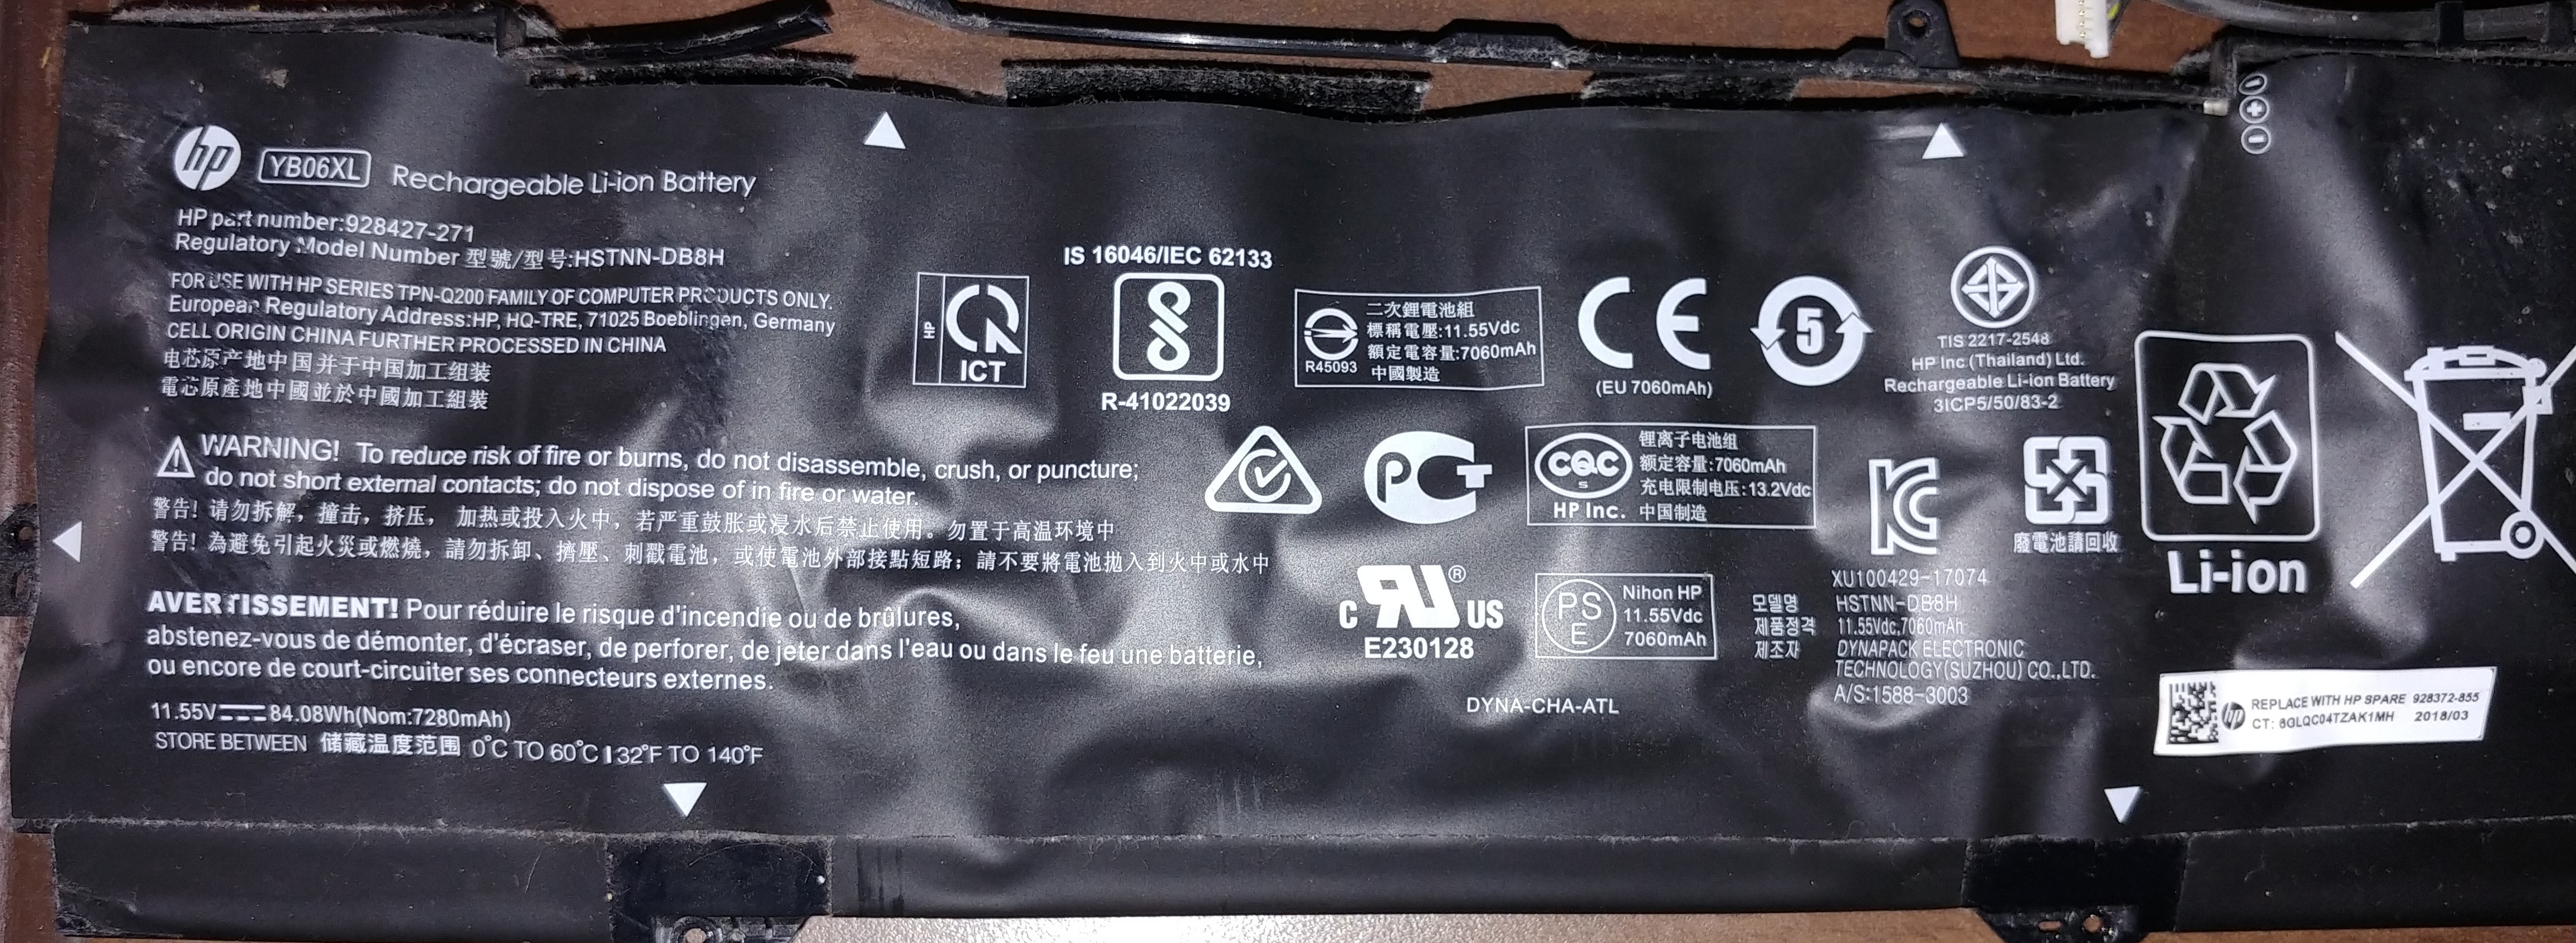 hp YB06XL Rechargeable Li-ion Battery
HP part number:928427-271
Regulatory Model Number 型號/型号:HSTNN-DB8H
FOR USE WITH HP SERIES TPN-Q200 FAMILY OF COMPUTER PRODUCTS ONLY.
European Regulatory Address:HP, HQ-TRE, 71025 Boeblingen, Germany
CELL ORIGIN CHINA FURTHER PROCESSED IN CHINA
电芯原产地中国并于中国加工组装
電芯原產地中國並於中國加工組裝
WARNING! To reduce risk of fire or burns, do not disassemble, crush, or puncture;
do not short external contacts; do not dispose of in fire or water.
警告! 请勿拆解，撞击，挤压， 加热或投入火中，若严重鼓胀或浸水后禁止使用。勿置于高温环境中
警告! 為避免引起火災或燃燒，請勿拆卸、擠壓、刺戳電池，或使電池外部接點短路；請不要將電池拋入到火中或水中
AVERTISSEMENT! Pour réduire le risque d'incendie ou de brûlures,
abstenez-vous de démonter, d'écraser, de perforer, de jeter dans l'eau ou dans le feu une batterie,
ou encore de court-circuiter ses connecteurs externes.
11.55V 84.08Wh(Nom:7280mAh)
STORE BETWEEN 储藏温度范围 0°C TO 60°C | 32°F TO 140°F
HP
ICT
IS 16046/IEC 62133
R-41022039
R45093
二次鋰電池組
標稱電壓:11.55Vdc
額定電容量:7060mAh
中國製造
CE
(EU 7060mAh)
5
TIS 2217-2548
HP Inc.(Thailand) Ltd.
Rechargeable Li-ion Battery
3ICP5/50/83-2
PCT
CQC
S
HP Inc.
锂离子电池组
额定容量:7060mAh
充电限制电压:13.2Vdc
中国制造
廢電池請回收
Li-ion
c RU ® US
E230128
PS
E
Nihon HP
11.55Vdc
7060mAh
DYNA-CHA-ATL
XU100429-17074
모델명 HSTNN-DB8H
제품정격 11.55Vdc,7060mAh
제조자 DYNAPACK ELECTRONIC
TECHNOLOGY(SUZHOU) CO.,LTD.
A/S:1588-3003
hp
REPLACE WITH HP SPARE 928372-855
CT: 6GLQC04TZAK1MH 2018/03